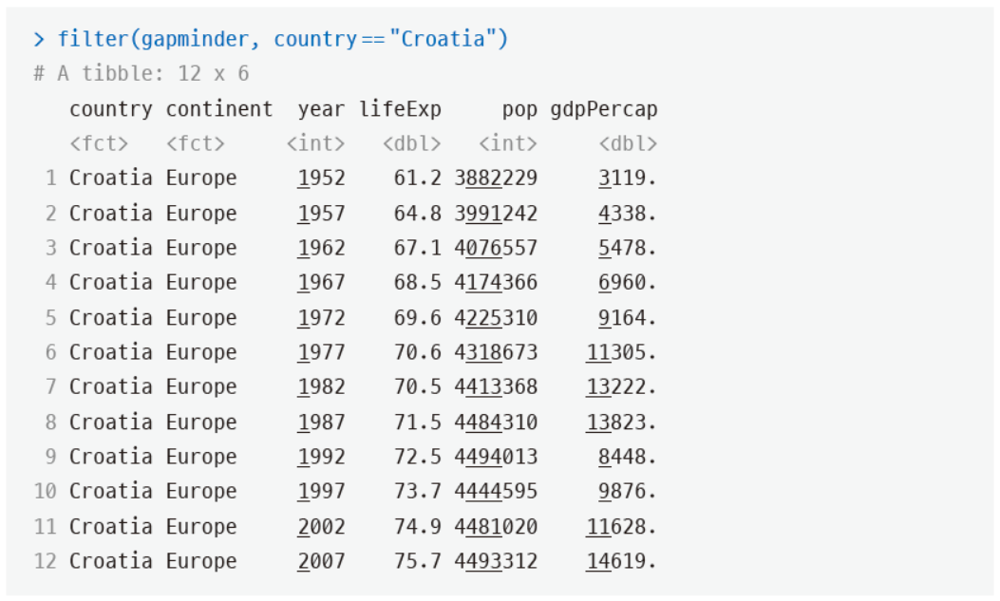 > filter(gapminder, country=="Croatia")
# A tibble: 12 x 6
country continent year lifeExp pop gdpPercap
<fct> <fct> <int> <dbl> <int> <dbl>
1 Croatia Europe 1952 61.2 3882229 3119.
2 Croatia Europe 1957 64.8 3991242 4338.
3 Croatia Europe 1962 67.1 4076557 5478.
4 Croatia Europe 1967 68.5 4174366 6960.
5 Croatia Europe 1972 69.6 4225310 9164.
6 Croatia Europe 1977 70.6 4318673 11305.
7 Croatia Europe 1982 70.5 4413368 13222.
8 Croatia Europe 1987 71.5 4484310 13823.
9 Croatia Europe 1992 72.5 4494013 8448.
10 Croatia Europe 1997 73.7 4444595 9876.
11 Croatia Europe 2002 74.9 4481020 11628.
12 Croatia Europe 2007 75.7 4493312 14619.